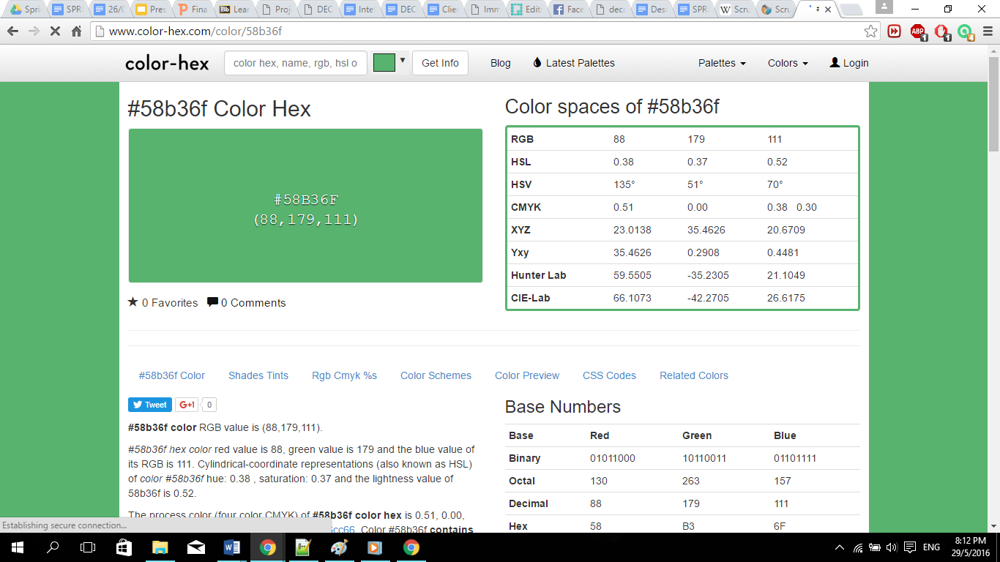 Spri SPR 26/0 Pres Fina Lear Proj DEC Inte DEC Clie Imm Edit Face deco Des SPR Scru Scru
www.color-hex.com/color/58b36f
ABP 1 1 4
color-hex color hex, name, rgb, hsl o Get Info Blog Latest Palettes Palettes Colors Login
#58b36f Color Hex
#58B36F
(88,179,111)
0 Favorites 0 Comments
Color spaces of #58b36f
RGB 88 179 111
HSL 0.38 0.37 0.52
HSV 135° 51° 70°
CMYK 0.51 0.00 0.38 0.30
XYZ 23.0138 35.4626 20.6709
Yxy 35.4626 0.2908 0.4481
Hunter Lab 59.5505 -35.2305 21.1049
CIE-Lab 66.1073 -42.2705 26.6175
#58b36f Color Shades Tints Rgb Cmyk %s Color Schemes Color Preview CSS Codes Related Colors
Tweet G+1 0
#58b36f color RGB value is (88,179,111).
#58b36f hex color red value is 88, green value is 179 and the blue value of
its RGB is 111. Cylindrical-coordinate representations (also known as HSL)
of color #58b36f hue: 0.38 , saturation: 0.37 and the lightness value of
58b36f is 0.52.
The process color (four color CMYK) of #58b36f color hex is 0.51, 0.00,
Color #58b36f contains
Base Numbers
Base Red Green Blue
Binary 01011000 10110011 01101111
Octal 130 263 157
Decimal 88 179 111
Hex 58 B3 6F
Establishing secure connection...
ENG
8:12 PM
29/5/2016